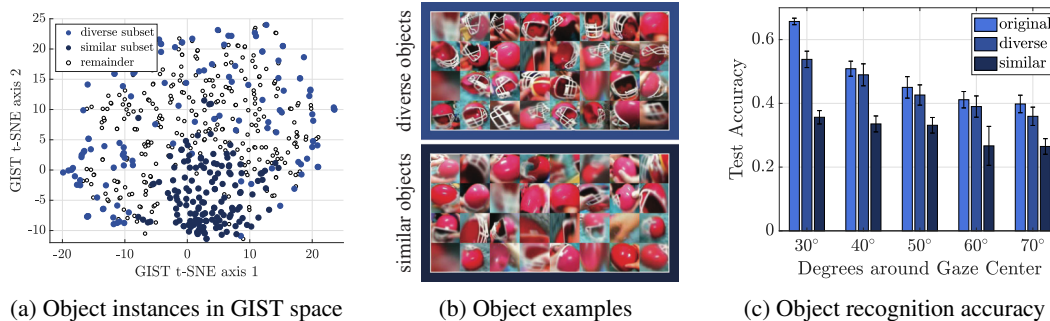 25
20
15
10
5
0
-5
-10
-20
-10
0
10
20
GIST t-SNE axis 2
GIST t-SNE axis 1
diverse subset
similar subset
remainder
(a) Object instances in GIST space
diverse objects
similar objects
(b) Object examples
0.6
0.4
0.2
0
Test Accuracy
original
diverse
similar
30° 40° 50° 60° 70°
Degrees around Gaze Center
(c) Object recognition accuracy